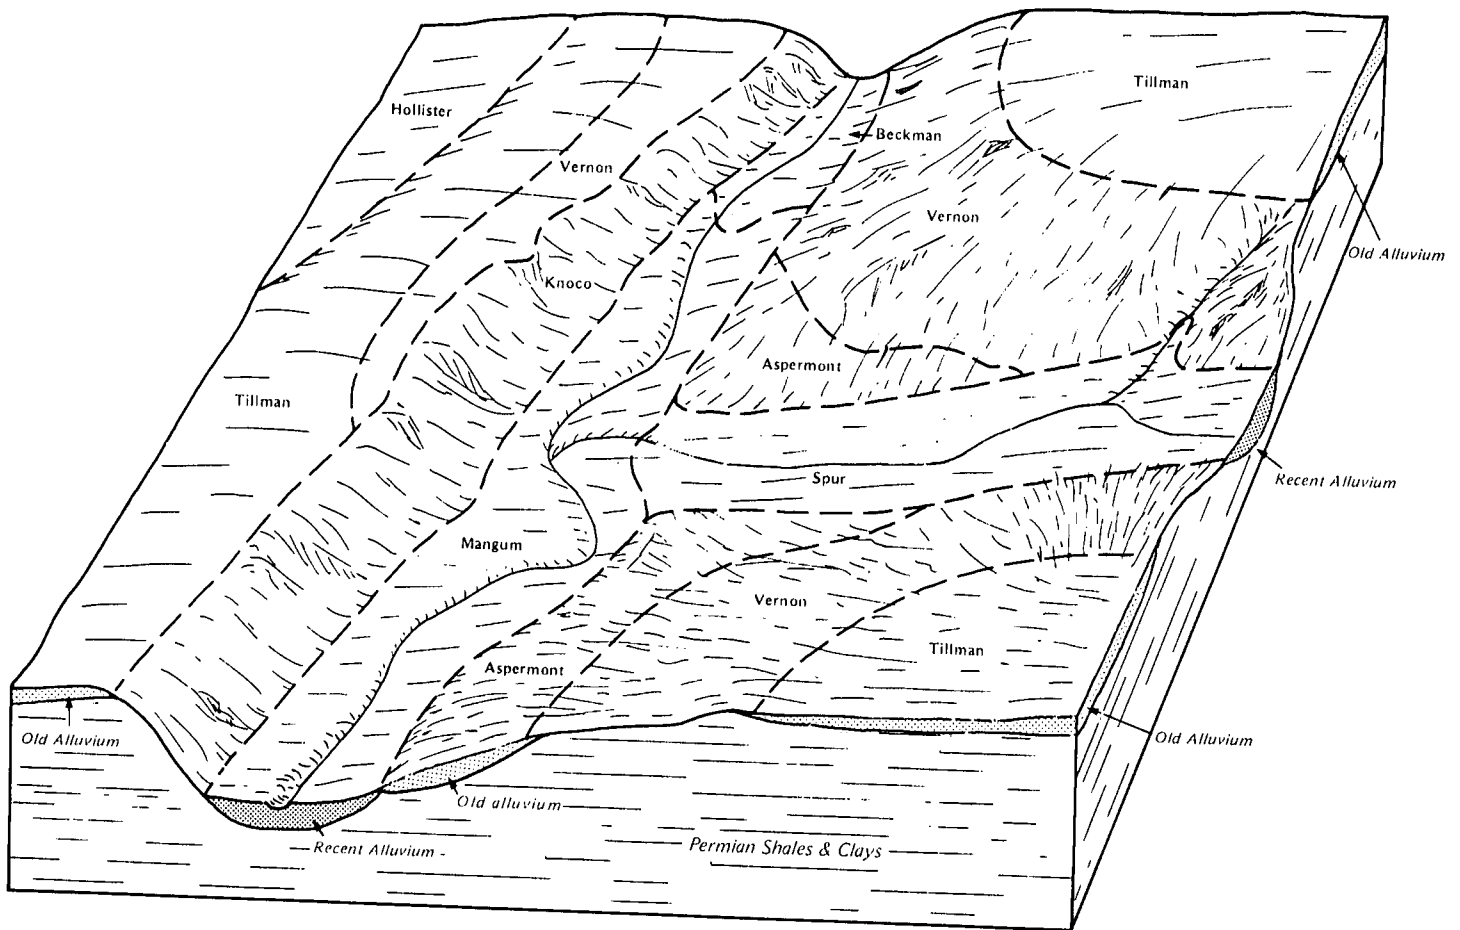 Tillman
Hollister
Beckman
Vernon
Vernon
Old Alluvium
Knoco
Aspermont
Tillman
Spur
Recent Alluvium
Mangum
Vernon
Tillman
Aspermont
Old Alluvium
Old Alluvium
Old alluvium
Recent Alluvium
Permian Shales & Clays